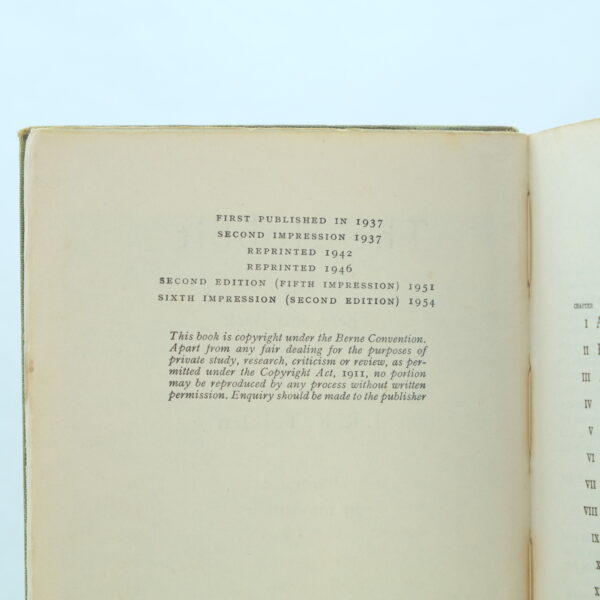 FIRST PUBLISHED IN 1937
SECOND IMPRESSION 1937
REPRINTED 1942
REPRINTED 1946
SECOND EDITION (FIFTH IMPRESSION) 1951
SIXTH IMPRESSION (SECOND EDITION) 1954
This book is copyright under the Berne Convention.
Apart from any fair dealing for the purposes of
private study, research, criticism or review, as per-
mitted under the Copyright Act, 1911, no portion
may be reproduced by any process without written
permission. Enquiry should be made to the publisher
CHAPTER
I
II
III
IV
V
VI
VII
VIII
IX